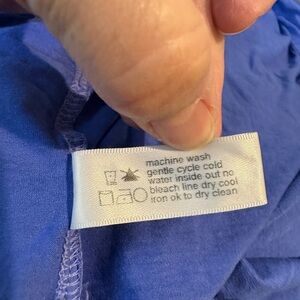 machine wash
gentle cycle cold
water inside out no
bleach line dry cool
iron ok to dry clean